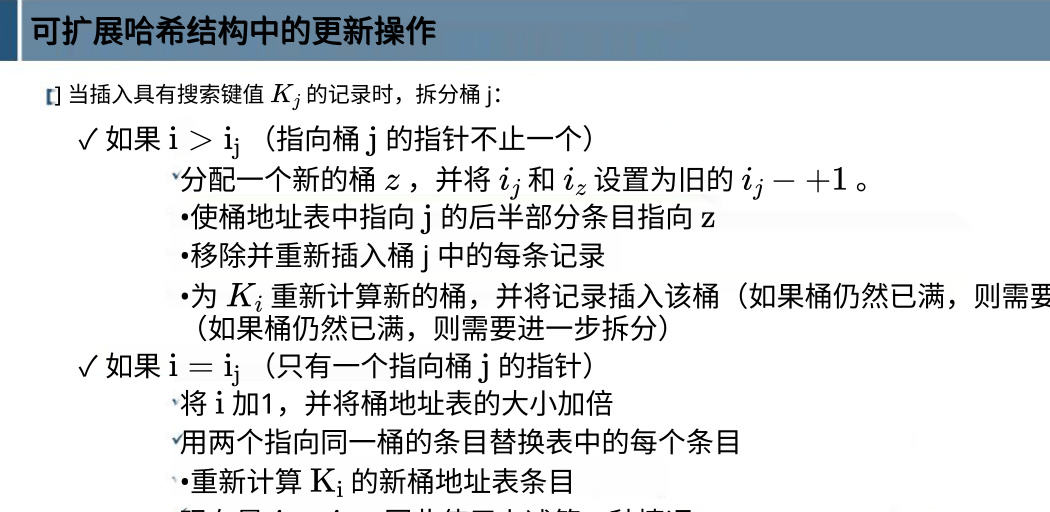 可扩展哈希结构中的更新操作
[] 当插入具有搜索键值 K_j 的记录时，拆分桶 j：
✓ 如果 i > i_j （指向桶 j 的指针不止一个）
分配一个新的桶 z ，并将 i_j 和 i_z 设置为旧的 i_j − +1 。
•使桶地址表中指向 j 的后半部分条目指向 z
•移除并重新插入桶 j 中的每条记录
•为 K_i 重新计算新的桶，并将记录插入该桶（如果桶仍然已满，则需要
（如果桶仍然已满，则需要进一步拆分）
✓ 如果 i = i_j （只有一个指向桶 j 的指针）
将 i 加1，并将桶地址表的大小加倍
✓用两个指向同一桶的条目替换表中的每个条目
•重新计算 K_i 的新桶地址表条目